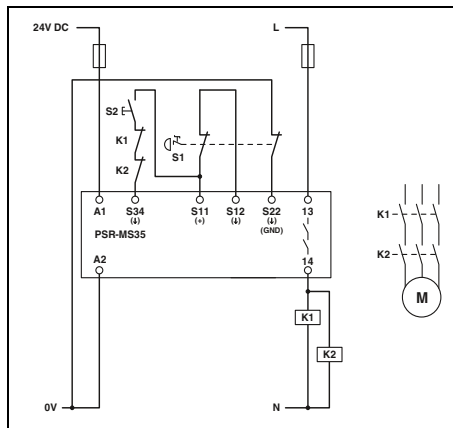 24V DC
L
S2
K1
S1
K2
A1
S34
(↓)
S11
(+)
S12
(↓)
S22
(↓)
(GND)
13
PSR-MS35
A2
14
K1
K2
K1
K2
M
0V
N